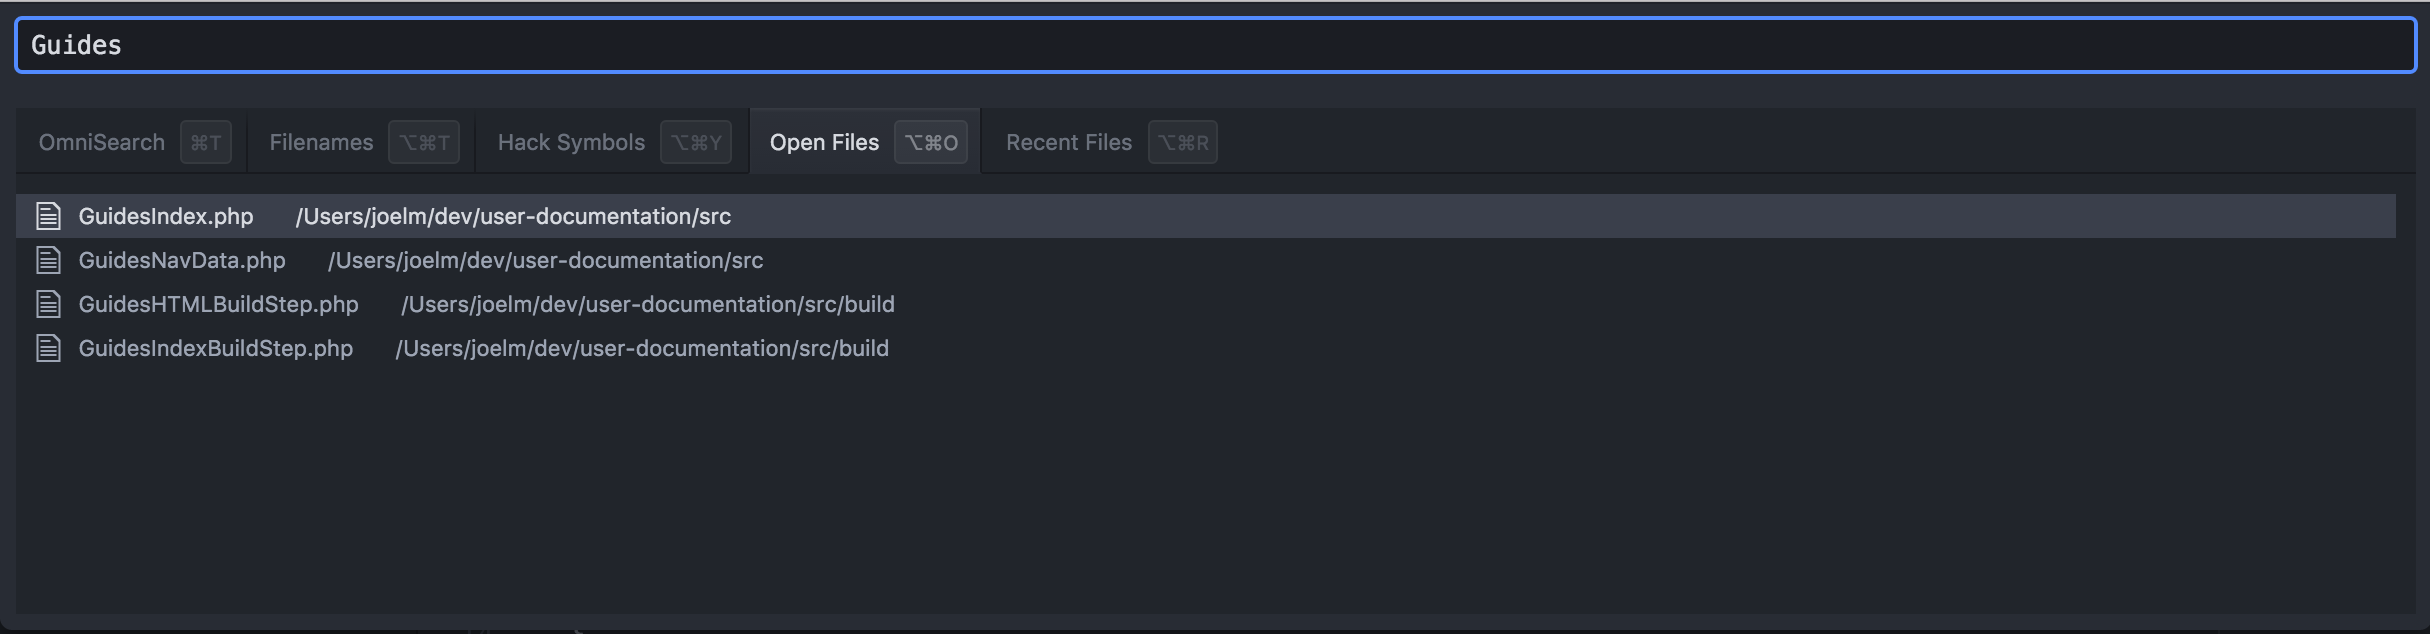 Guides
OmniSearch ⌘T Filenames ⌥⌘T Hack Symbols ⌥⌘Y Open Files ⌥⌘O Recent Files ⌥⌘R
GuidesIndex.php /Users/joelm/dev/user-documentation/src
GuidesNavData.php /Users/joelm/dev/user-documentation/src
GuidesHTMLBuildStep.php /Users/joelm/dev/user-documentation/src/build
GuidesIndexBuildStep.php /Users/joelm/dev/user-documentation/src/build